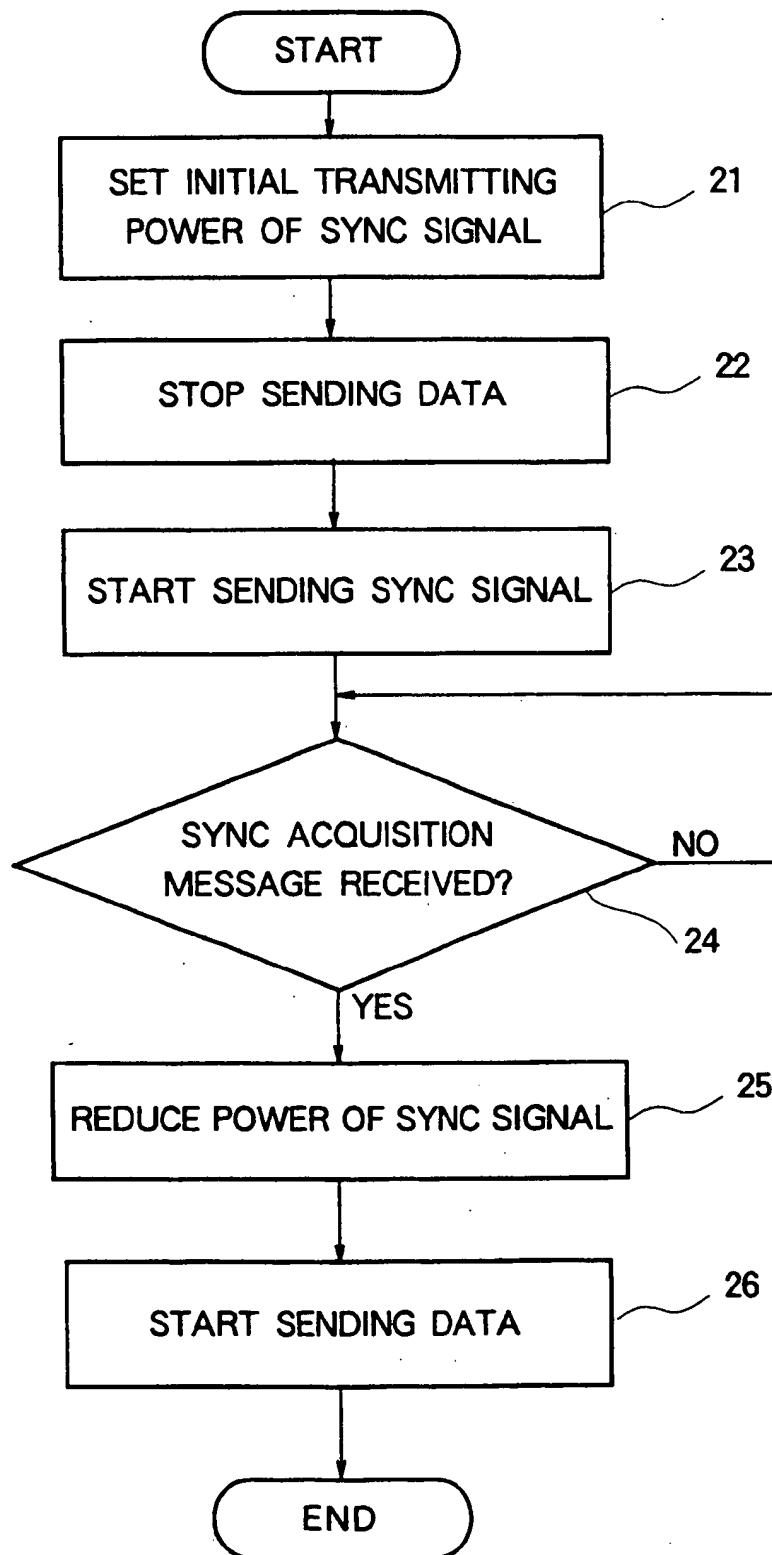 START
SET INITIAL TRANSMITTING
POWER OF SYNC SIGNAL
21
STOP SENDING DATA
22
START SENDING SYNC SIGNAL
23
SYNC ACQUISITION
MESSAGE RECEIVED?
NO
24
YES
REDUCE POWER OF SYNC SIGNAL
25
START SENDING DATA
26
END